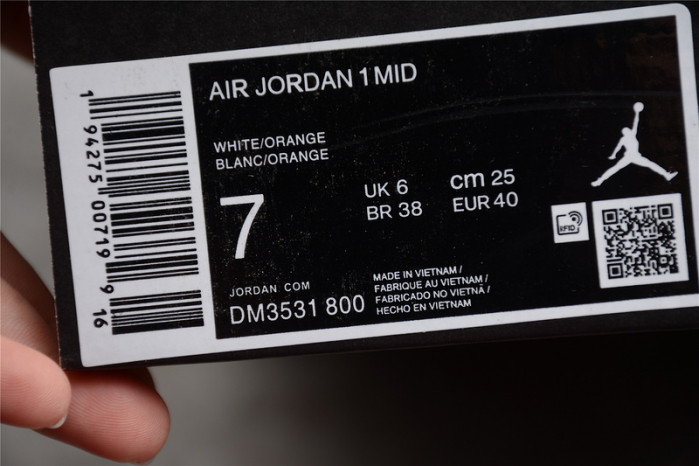 AIR JORDAN 1 MID
WHITE/ORANGE
BLANC/ORANGE
7
UK 6
BR 38
cm 25
EUR 40
RFID
JORDAN.COM
DM3531 800
MADE IN VIETNAM /
FABRIQUE AU VIETNAM /
FABRICADO NO VIETNÃ /
HECHO EN VIETNAM
1 94275 00719 9 16